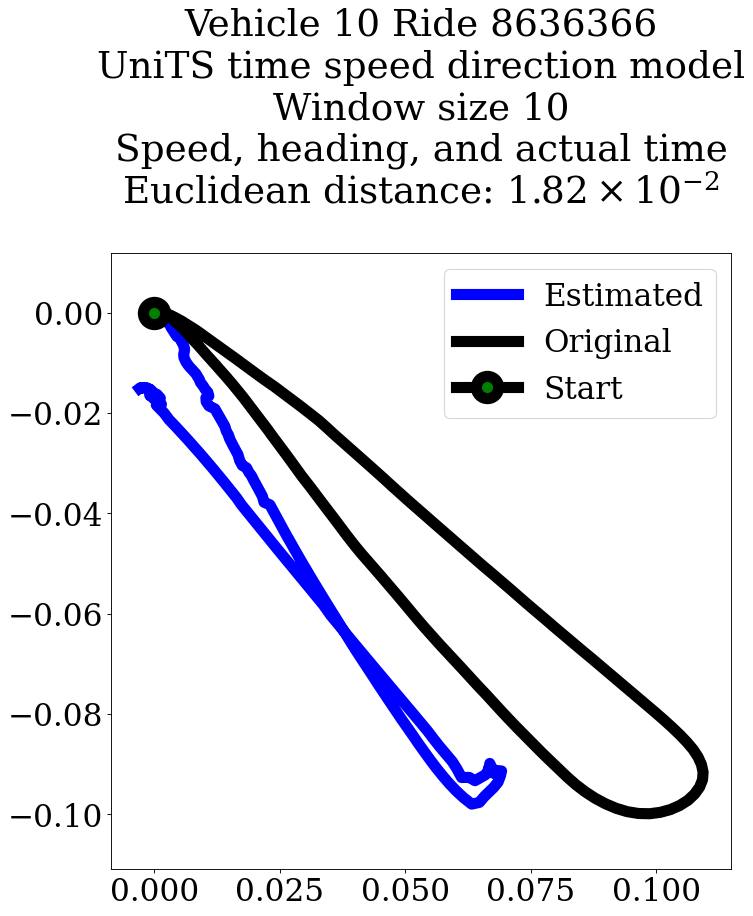 Vehicle 10 Ride 8636366
UniTS time speed direction model
Window size 10
Speed, heading, and actual time
Euclidean distance: 1.82 × 10⁻²
Estimated
Original
Start
0.00
−0.02
−0.04
−0.06
−0.08
−0.10
0.000 0.025 0.050 0.075 0.100